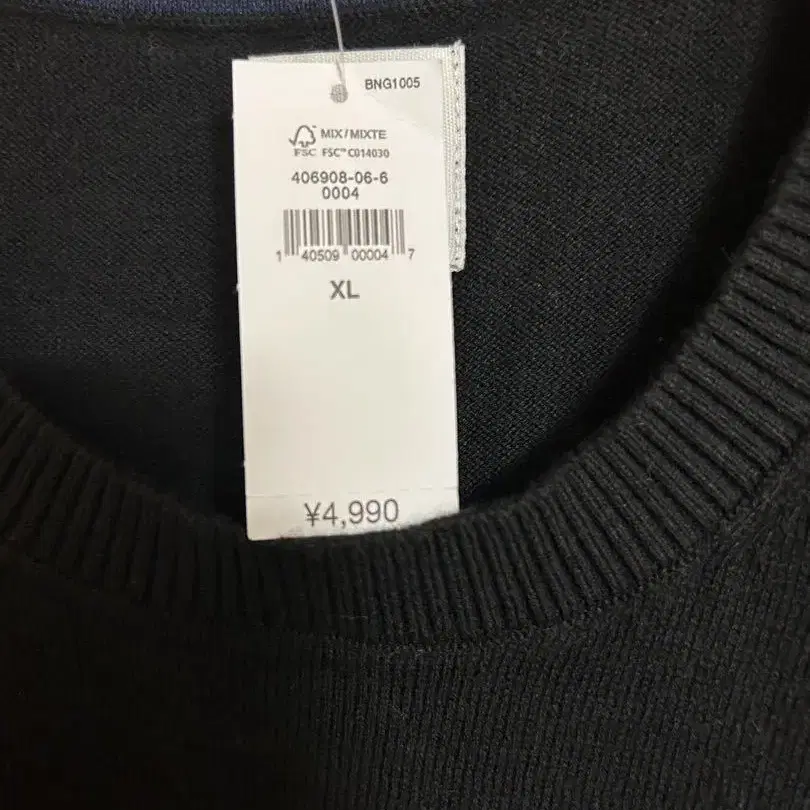 BNG1005
MIX/MIXTE
FSC FSC™ C014030
406908-06-6
0004
1 40509 00004 7
XL
¥4,990